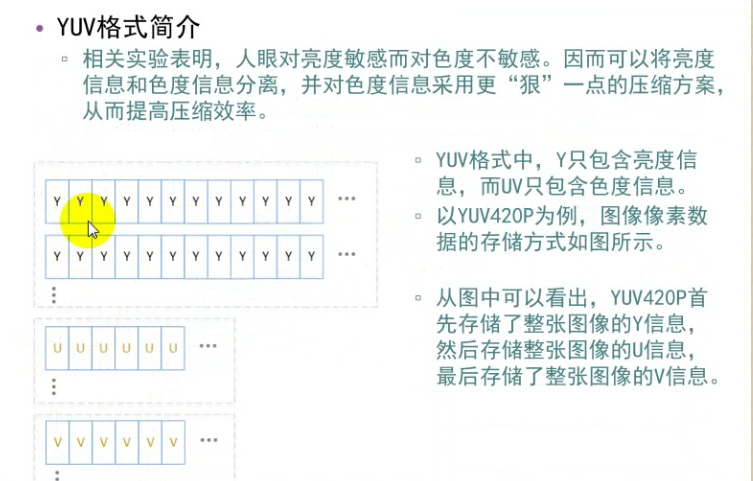 YUV格式简介
相关实验表明，人眼对亮度敏感而对色度不敏感。因而可以将亮度
信息和色度信息分离，并对色度信息采用更“狠”一点的压缩方案，
从而提高压缩效率。
Y Y Y Y Y Y Y Y Y Y Y …
Y Y Y Y Y Y Y Y Y Y Y …
U U U U U U …
V V V V V V …
YUV格式中，Y只包含亮度信
息，而UV只包含色度信息。
以YUV420P为例，图像像素数
据的存储方式如图所示。
从图中可以看出，YUV420P首
先存储了整张图像的Y信息，
然后存储整张图像的U信息，
最后存储了整张图像的V信息。